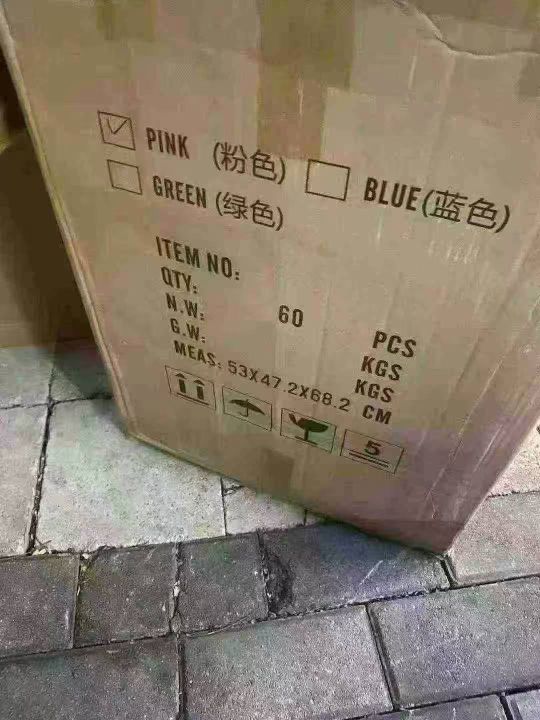 PINK (粉色) BLUE(蓝色)
GREEN (绿色)
ITEM NO:
QTY: 60 PCS
N.W: KGS
G.W: KGS
MEAS: 53X47.2X68.2 CM
5